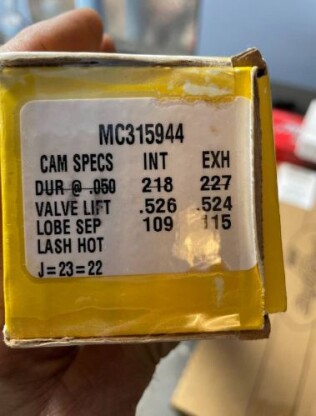 MC315944
CAM SPECS INT EXH
DUR @ .050 218 227
VALVE LIFT .526 .524
LOBE SEP 109 115
LASH HOT
J=23=22